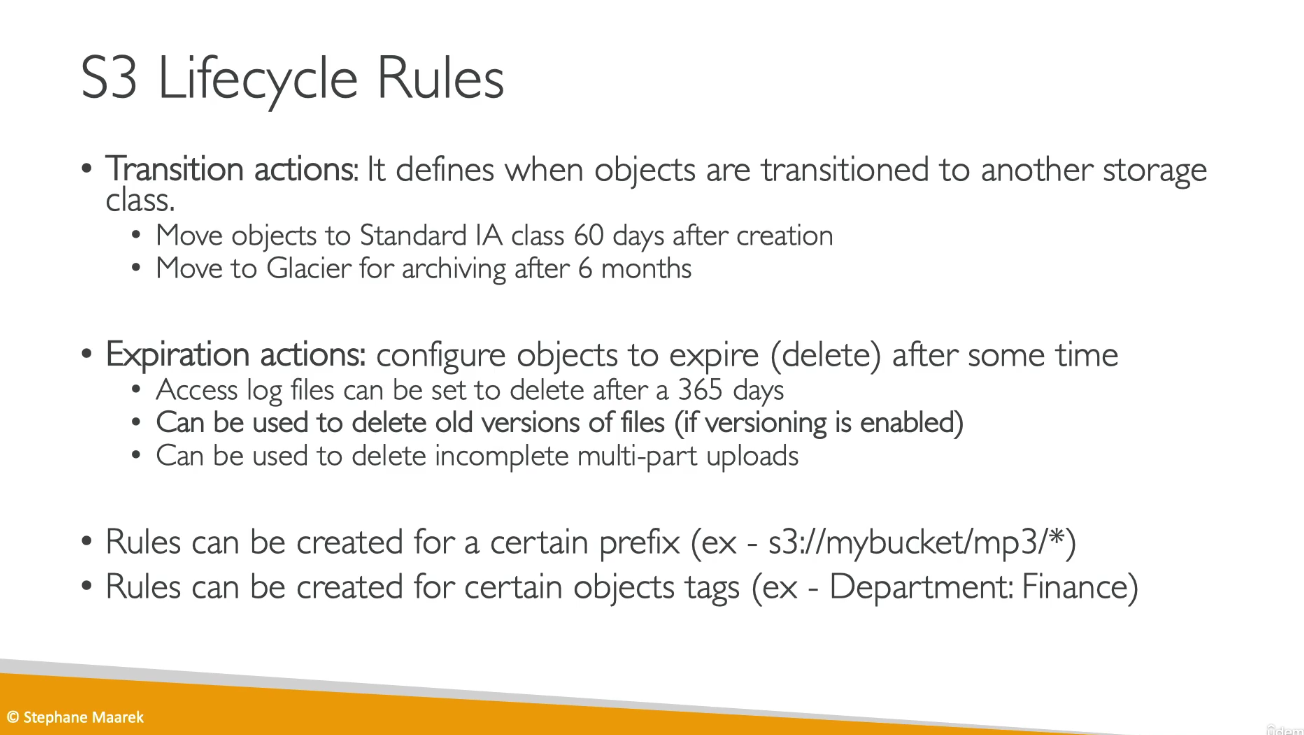 S3 Lifecycle Rules
• Transition actions: It defines when objects are transitioned to another storage
class.
• Move objects to Standard IA class 60 days after creation
• Move to Glacier for archiving after 6 months
• Expiration actions: configure objects to expire (delete) after some time
• Access log files can be set to delete after a 365 days
• Can be used to delete old versions of files (if versioning is enabled)
• Can be used to delete incomplete multi-part uploads
• Rules can be created for a certain prefix (ex - s3://mybucket/mp3/*)
• Rules can be created for certain objects tags (ex - Department: Finance)
© Stephane Maarek